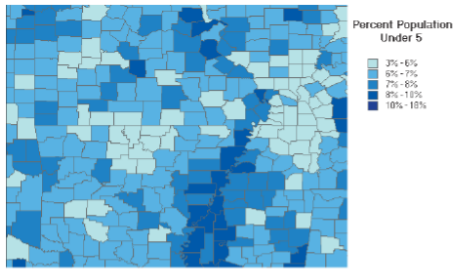 Percent Population
Under 5
3% - 6%
6% - 7%
7% - 8%
8% - 10%
10% - 18%